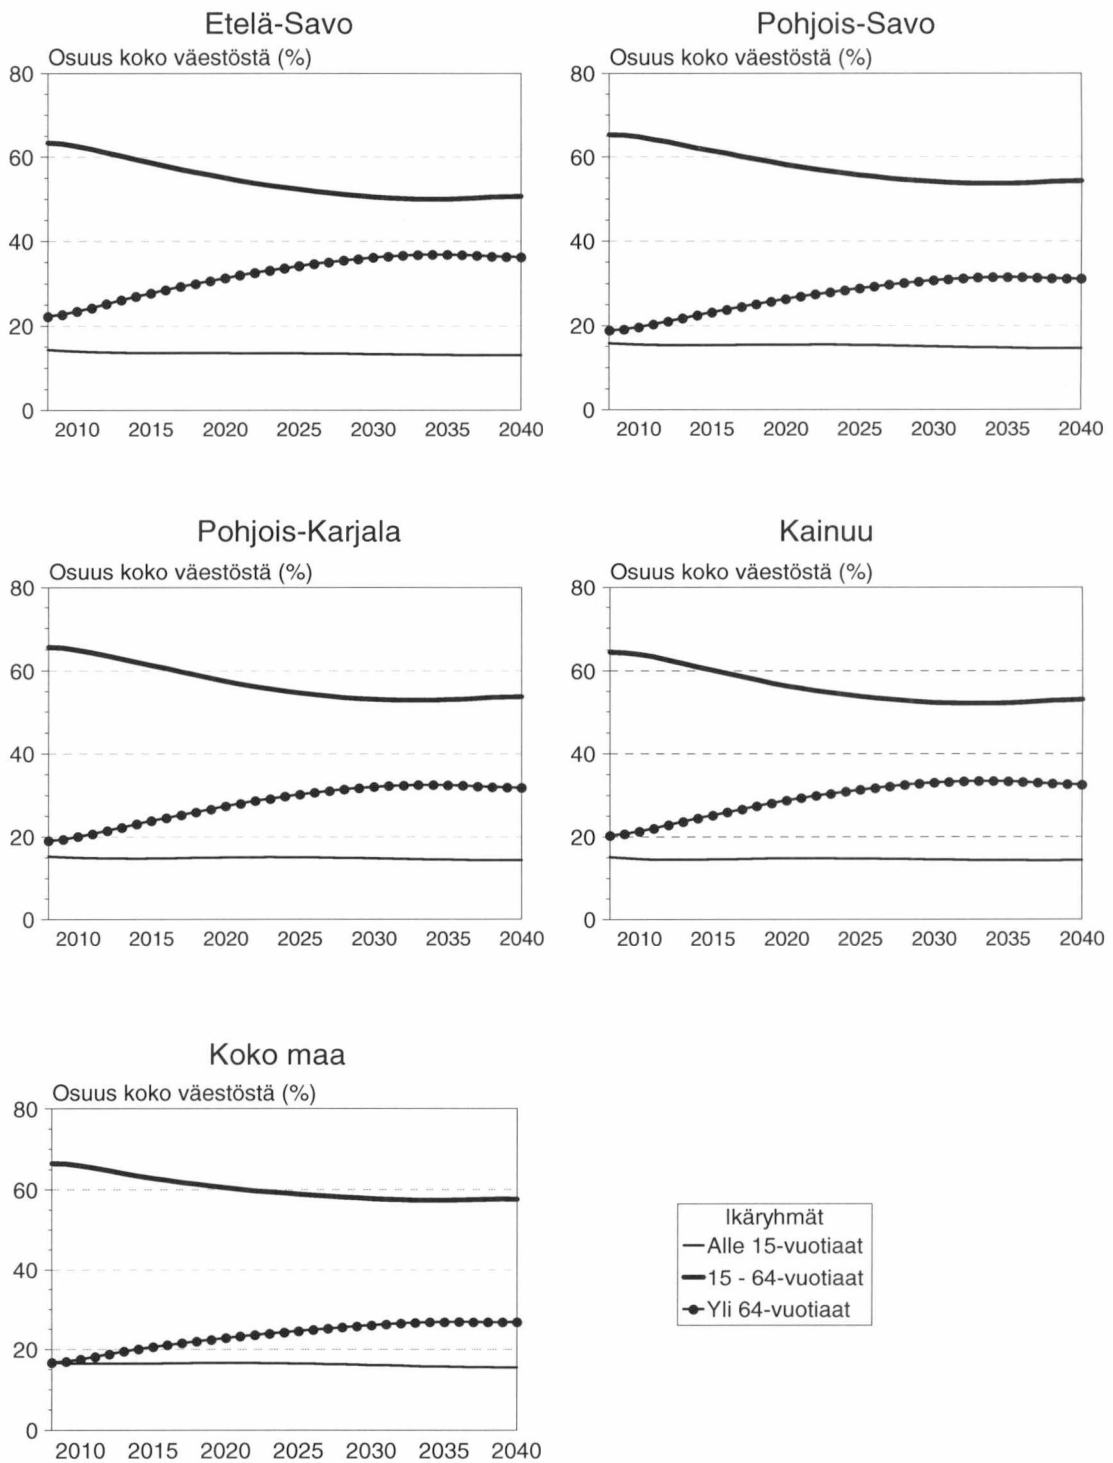 Etelä-Savo
Osuus koko väestöstä (%)
80
60
40
20
0
2010 2015 2020 2025 2030 2035 2040
Pohjois-Savo
Osuus koko väestöstä (%)
80
60
40
20
0
2010 2015 2020 2025 2030 2035 2040
Pohjois-Karjala
Osuus koko väestöstä (%)
80
60
40
20
0
2010 2015 2020 2025 2030 2035 2040
Kainuu
Osuus koko väestöstä (%)
80
60
40
20
0
2010 2015 2020 2025 2030 2035 2040
Koko maa
Osuus koko väestöstä (%)
80
60
40
20
0
2010 2015 2020 2025 2030 2035 2040
Ikäryhmät
Alle 15-vuotiaat
15 - 64-vuotiaat
Yli 64-vuotiaat